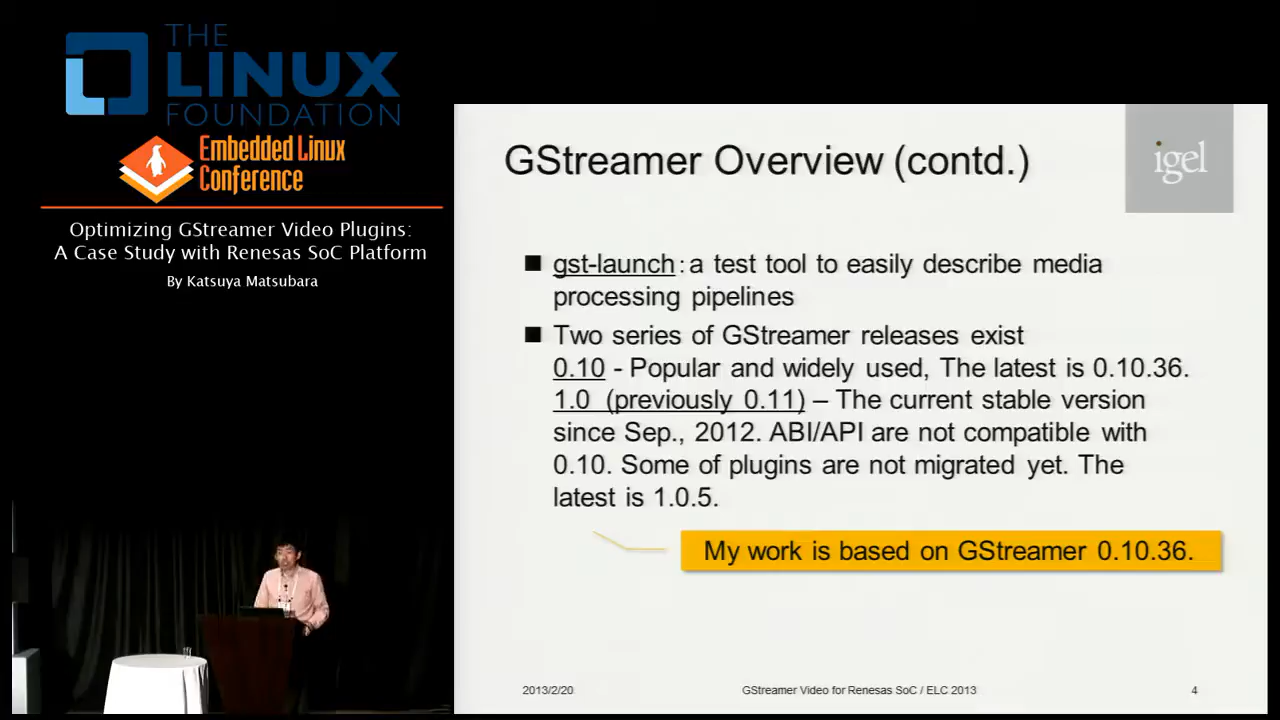 THE
LINUX
FOUNDATION
Embedded Linux
Conference
Optimizing GStreamer Video Plugins:
A Case Study with Renesas SoC Platform
By Katsuya Matsubara
GStreamer Overview (contd.)
igel
■ gst-launch : a test tool to easily describe media
processing pipelines
■ Two series of GStreamer releases exist
0.10 - Popular and widely used, The latest is 0.10.36.
1.0 (previously 0.11) – The current stable version
since Sep., 2012. ABI/API are not compatible with
0.10. Some of plugins are not migrated yet. The
latest is 1.0.5.
My work is based on GStreamer 0.10.36.
2013/2/20
GStreamer Video for Renesas SoC / ELC 2013
4